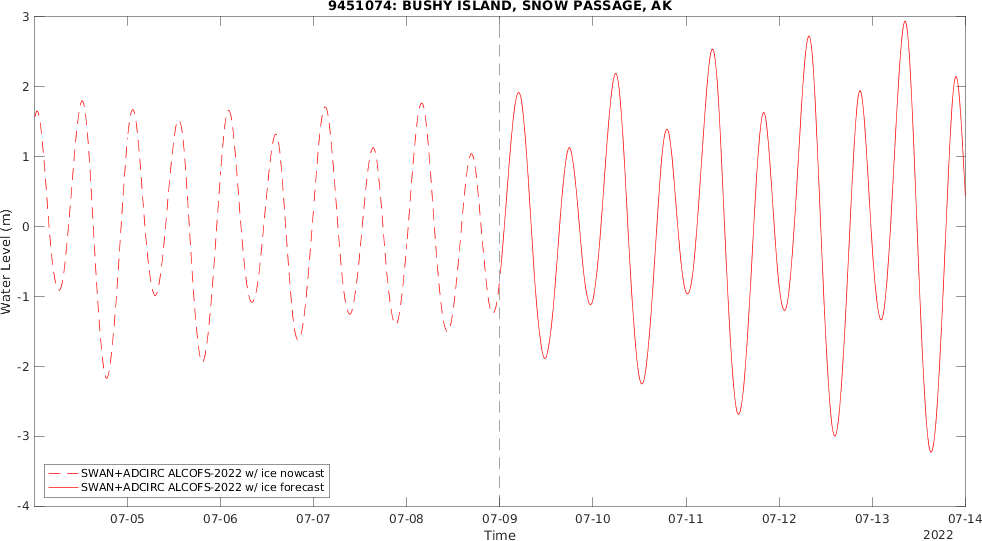 9451074: BUSHY ISLAND, SNOW PASSAGE, AK
3
2
1
0
-1
-2
-3
-4
Water Level (m)
SWAN+ADCIRC ALCOFS-2022 w/ ice nowcast
SWAN+ADCIRC ALCOFS-2022 w/ ice forecast
07-05 07-06 07-07 07-08 07-09 07-10 07-11 07-12 07-13 07-14
Time
2022